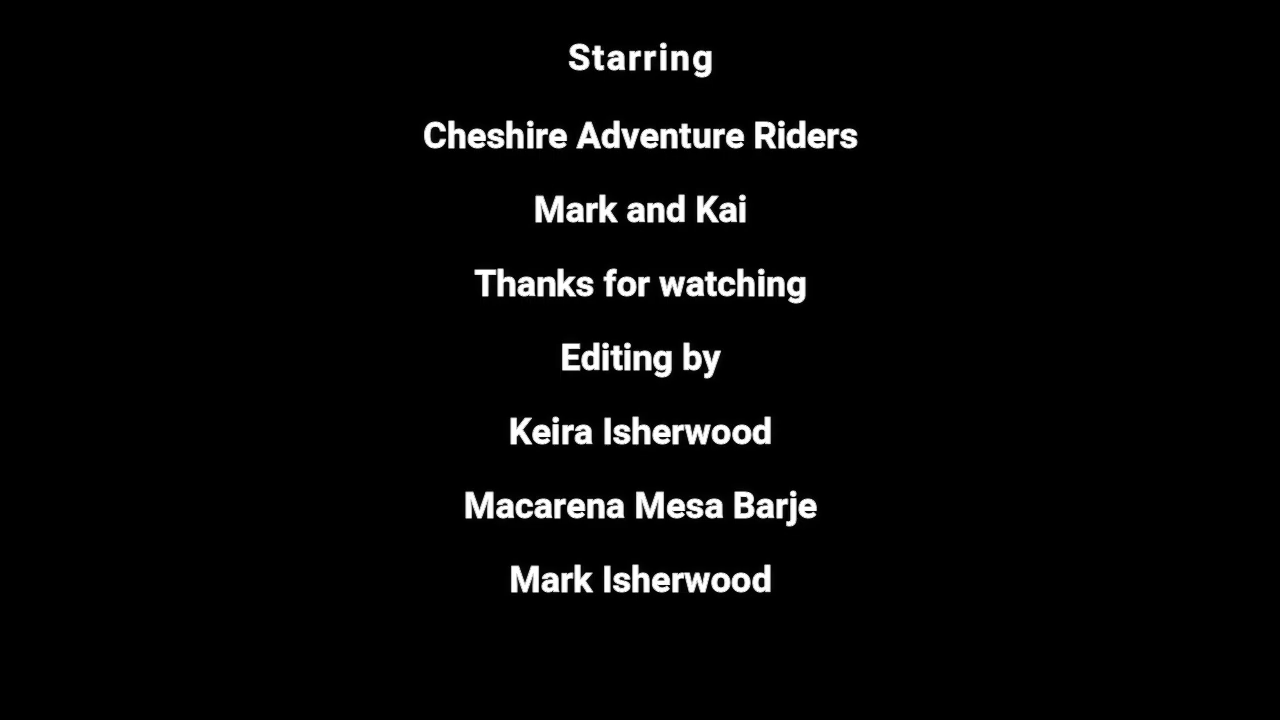 Starring
Cheshire Adventure Riders
Mark and Kai
Thanks for watching
Editing by
Keira Isherwood
Macarena Mesa Barje
Mark Isherwood